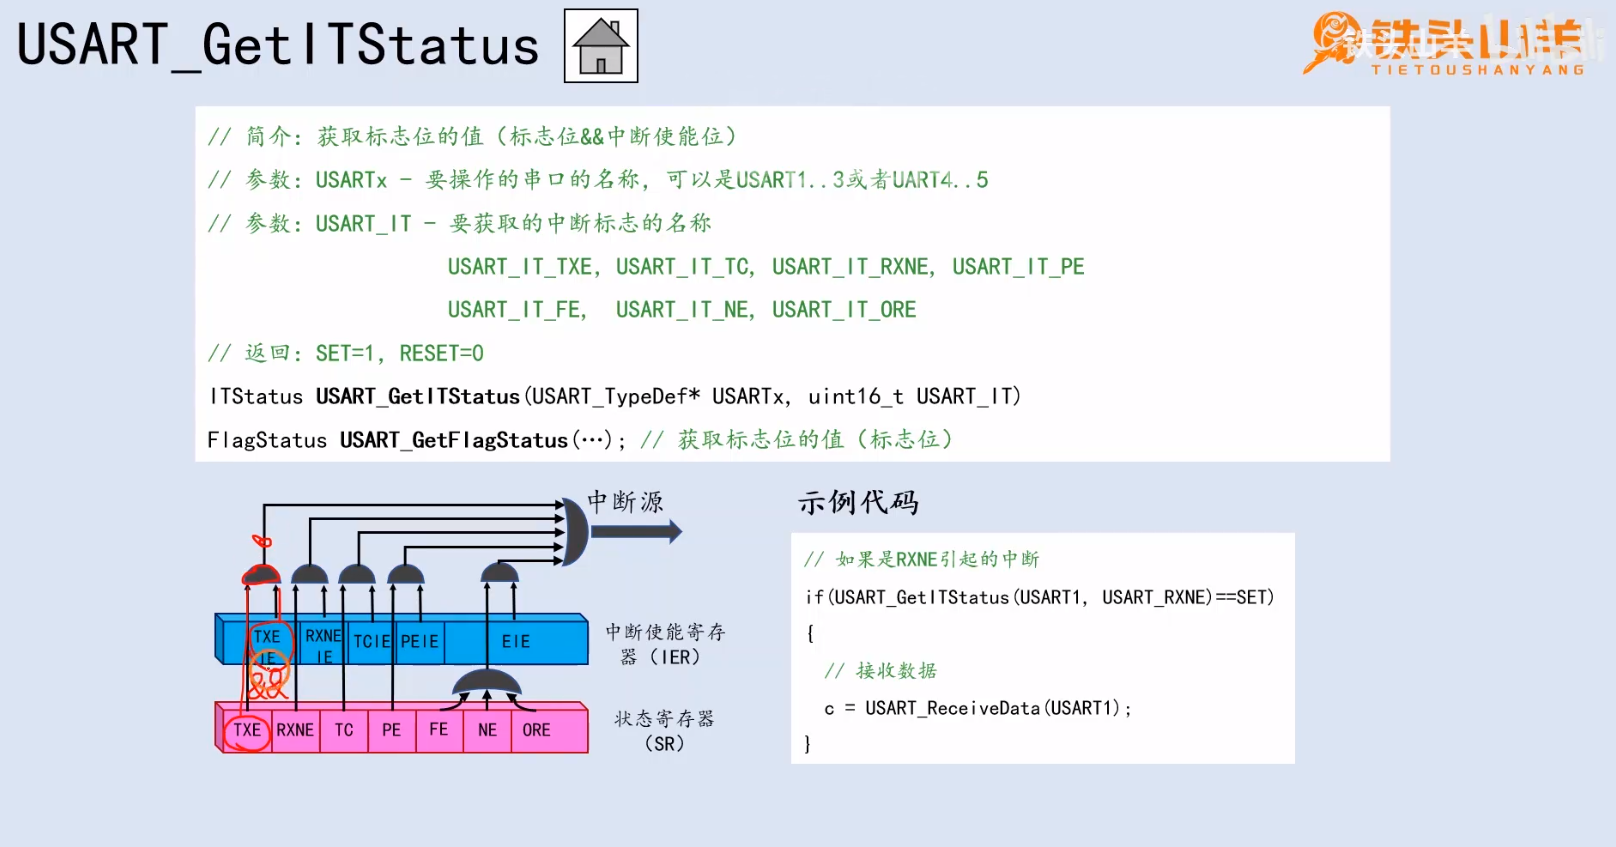 USART_GetITStatus
铁头山羊
TIETOUSHANYANG
// 简介：获取标志位的值（标志位&&中断使能位）
// 参数：USARTx - 要操作的串口的名称，可以是USART1..3或者UART4..5
// 参数：USART_IT - 要获取的中断标志的名称
USART_IT_TXE, USART_IT_TC, USART_IT_RXNE, USART_IT_PE
USART_IT_FE, USART_IT_NE, USART_IT_ORE
// 返回：SET=1, RESET=0
ITStatus USART_GetITStatus(USART_TypeDef* USARTx, uint16_t USART_IT)
FlagStatus USART_GetFlagStatus(…); // 获取标志位的值（标志位）
中断源
TXE IE RXNE IE TCIE PEIE EIE
中断使能寄存器（IER）
&&
TXE RXNE TC PE FE NE ORE
状态寄存器（SR）
示例代码
// 如果是RXNE引起的中断
if(USART_GetITStatus(USART1, USART_RXNE)==SET)
{
// 接收数据
c = USART_ReceiveData(USART1);
}